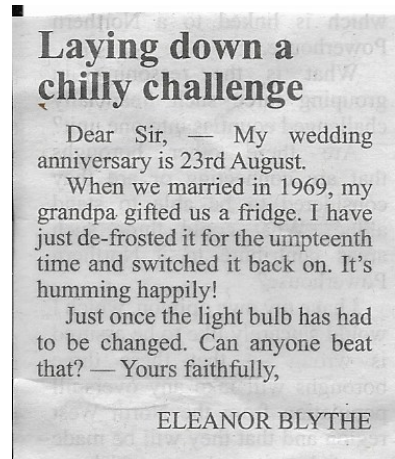 Laying down a
chilly challenge
Dear Sir, — My wedding
anniversary is 23rd August.
When we married in 1969, my
grandpa gifted us a fridge. I have
just de-frosted it for the umpteenth
time and switched it back on. It’s
humming happily!
Just once the light bulb has had
to be changed. Can anyone beat
that? — Yours faithfully,
ELEANOR BLYTHE